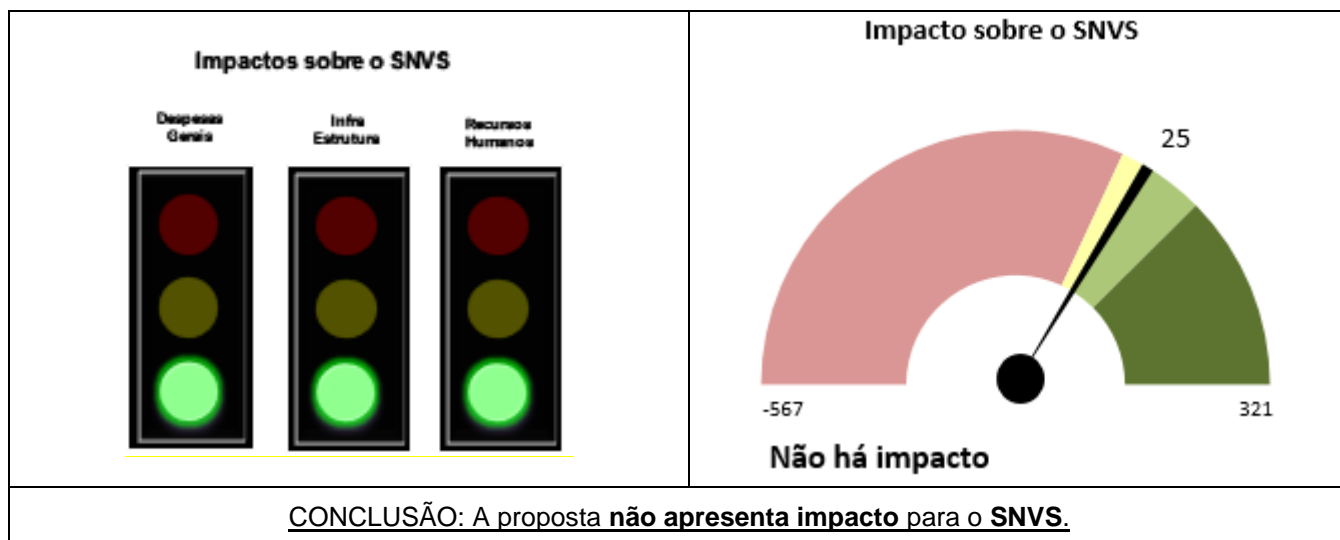 Impactos sobre o SNVS
Despesas
Gerais
Infra
Estrutura
Recursos
Humanos
Impacto sobre o SNVS
25
-567
321
Não há impacto
CONCLUSÃO: A proposta não apresenta impacto para o SNVS.